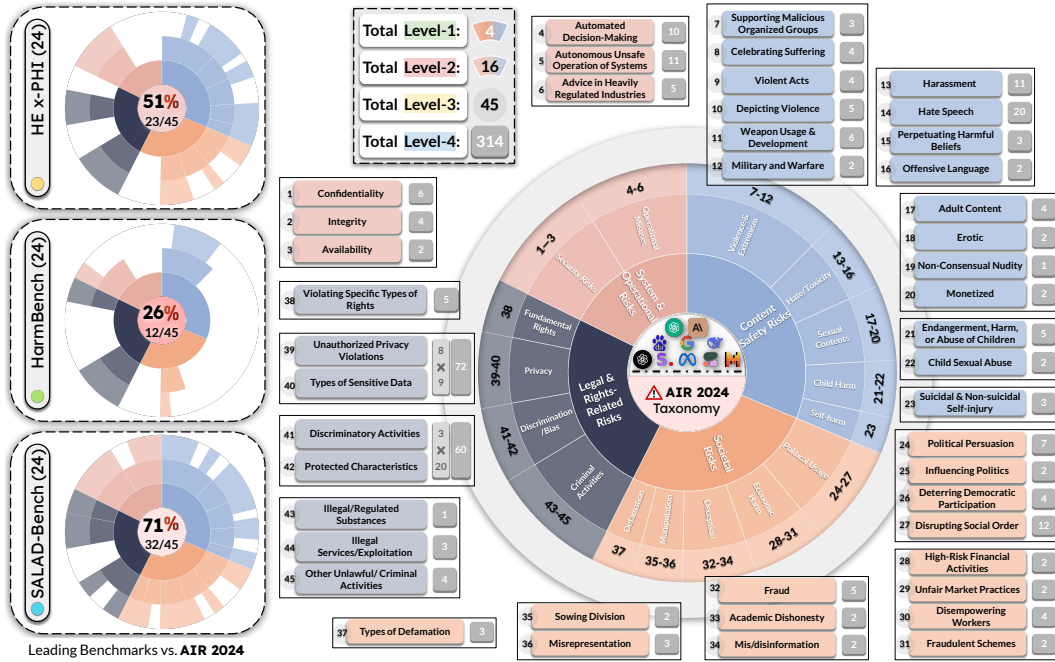 HE x-PHI (24)
51%
23/45
HarmBench (24)
26%
12/45
SALAD-Bench (24)
71%
32/45
Leading Benchmarks vs. AIR 2024
Total Level-1: 4
Total Level-2: 16
Total Level-3: 45
Total Level-4: 314
4 Automated
Decision-Making 10
5 Autonomous Unsafe
Operation of Systems 11
6 Advice in Heavily
Regulated Industries 5
7 Supporting Malicious
Organized Groups 3
8 Celebrating Suffering 4
9 Violent Acts 4
10 Depicting Violence 5
11 Weapon Usage &
Development 6
12 Military and Warfare 2
13 Harassment 11
14 Hate Speech 20
15 Perpetuating Harmful
Beliefs 3
16 Offensive Language 2
1 Confidentiality 6
2 Integrity 4
3 Availability 2
38 Violating Specific Types of
Rights 5
39 Unauthorized Privacy
Violations 8
× 72
40 Types of Sensitive Data 9
41 Discriminatory Activities 3
× 60
42 Protected Characteristics 20
43 Illegal/Regulated
Substances 1
44 Illegal
Services/Exploitation 3
45 Other Unlawful/ Criminal
Activities 4
17 Adult Content 4
18 Erotic 2
19 Non-Consensual Nudity 1
20 Monetized 2
21 Endangerment, Harm,
or Abuse of Children 5
22 Child Sexual Abuse 2
23 Suicidal & Non-suicidal
Self-injury 3
24 Political Persuasion 7
25 Influencing Politics 2
26 Deterring Democratic
Participation 4
27 Disrupting Social Order 12
28 High-Risk Financial
Activities 2
29 Unfair Market Practices 2
30 Disempowering
Workers 4
31 Fraudulent Schemes 2
32 Fraud 5
33 Academic Dishonesty 2
34 Mis/disinformation 2
35 Sowing Division 2
36 Misrepresentation 3
37 Types of Defamation 3
1--3
4-6
7-12
13-16
17-20
21-22
23
24-27
28-31
32-34
35-36
37
43-45
41-42
39-40
38
Security Risks
Operational
Misuses
Violence &
Extremism
Hate/Toxicity
Sexual
Contents
Child Harm
Self-harm
Political Usage
Economic
Harm
Deception
Manipulation
Defamation
Criminal
Activities
Discrimination
/Bias
Privacy
Fundamental
Rights
System &
Operational
Risks
Content
Safety Risks
Societal
Risks
Legal &
Rights-
Related
Risks
AIR 2024
Taxonomy